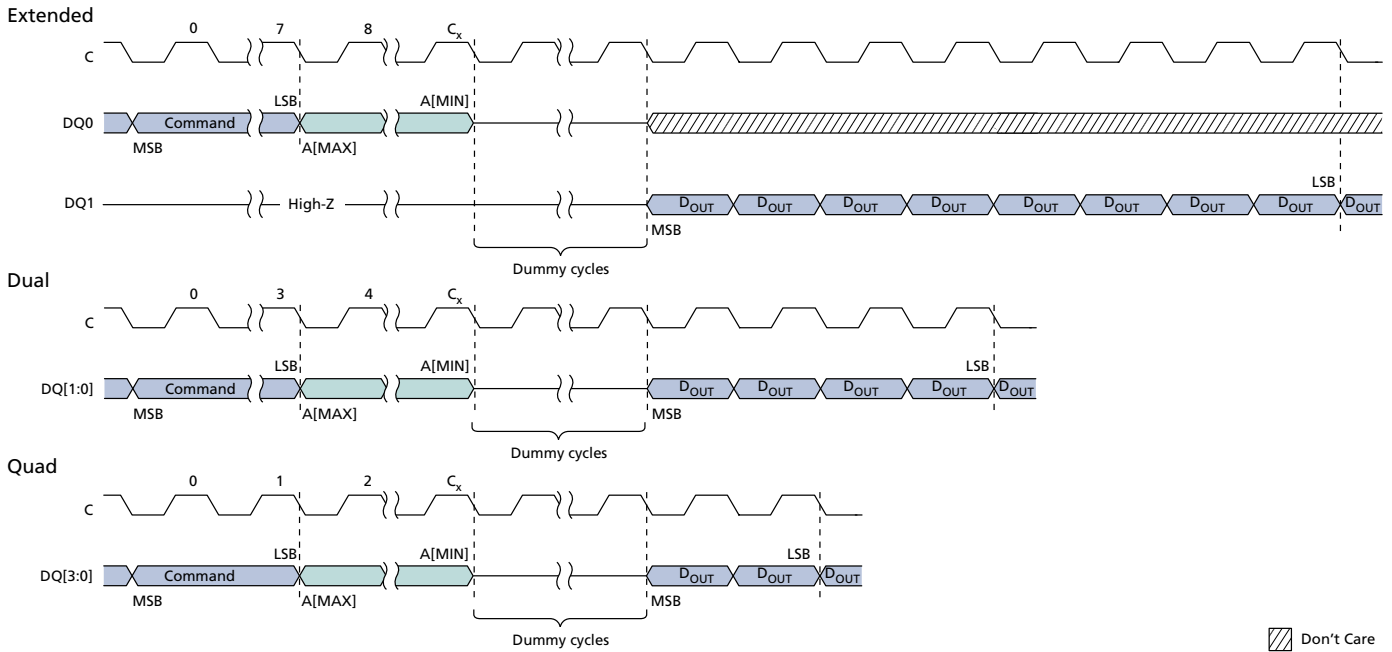 Extended
0 7 8 Cx
C
LSB A[MIN]
DQ0 Command
MSB A[MAX]
LSB
DQ1 High-Z DOUT DOUT DOUT DOUT DOUT DOUT DOUT DOUT DOUT
MSB
Dummy cycles
Dual
0 3 4 Cx
C
LSB A[MIN] LSB
DQ[1:0] Command DOUT DOUT DOUT DOUT DOUT
MSB A[MAX] MSB
Dummy cycles
Quad
0 1 2 Cx
C
LSB A[MIN] LSB
DQ[3:0] Command DOUT DOUT DOUT
MSB A[MAX] MSB
Dummy cycles
Don't Care